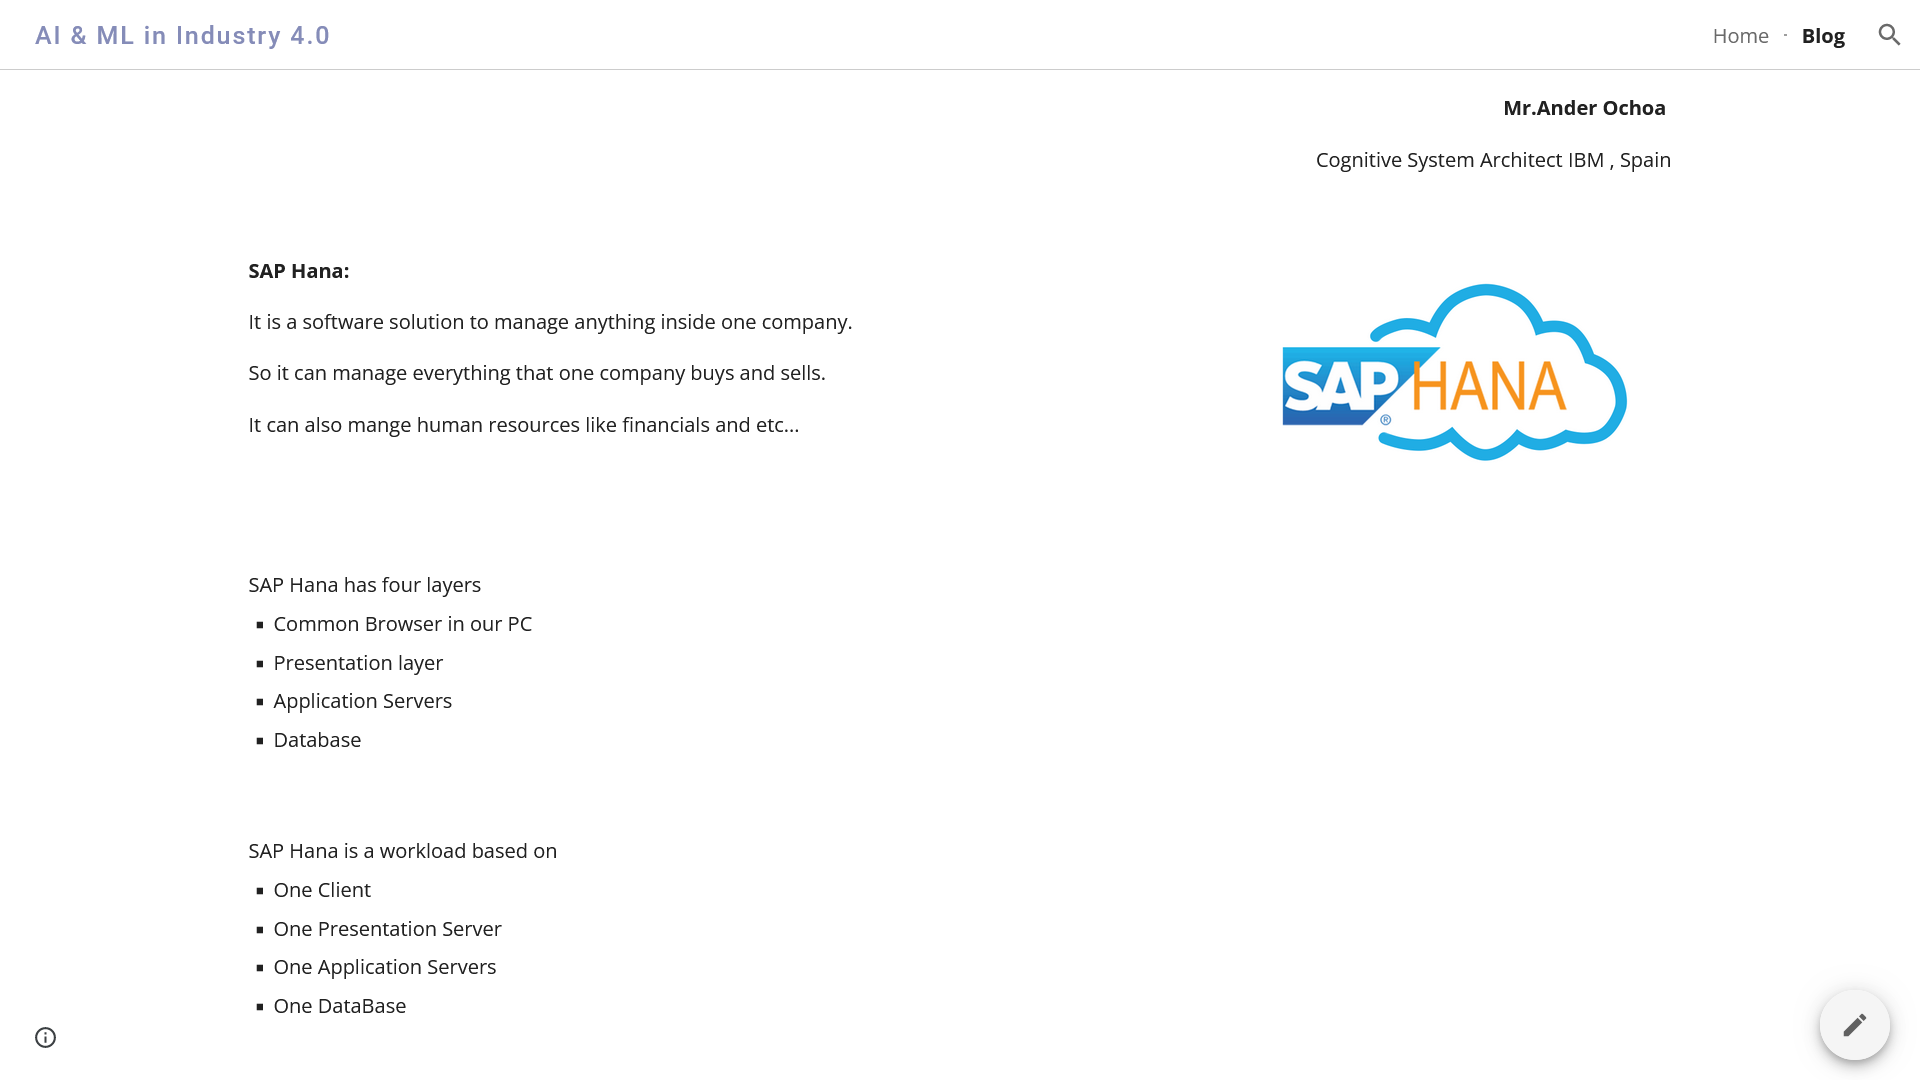 AI & ML in Industry 4.0
Home
Blog
Mr.Ander Ochoa
Cognitive System Architect IBM , Spain
SAP Hana:
It is a software solution to manage anything inside one company.
So it can manage everything that one company buys and sells.
It can also mange human resources like financials and etc...
SAP HANA
®
SAP Hana has four layers
▪ Common Browser in our PC
▪ Presentation layer
▪ Application Servers
▪ Database
SAP Hana is a workload based on
▪ One Client
▪ One Presentation Server
▪ One Application Servers
▪ One DataBase